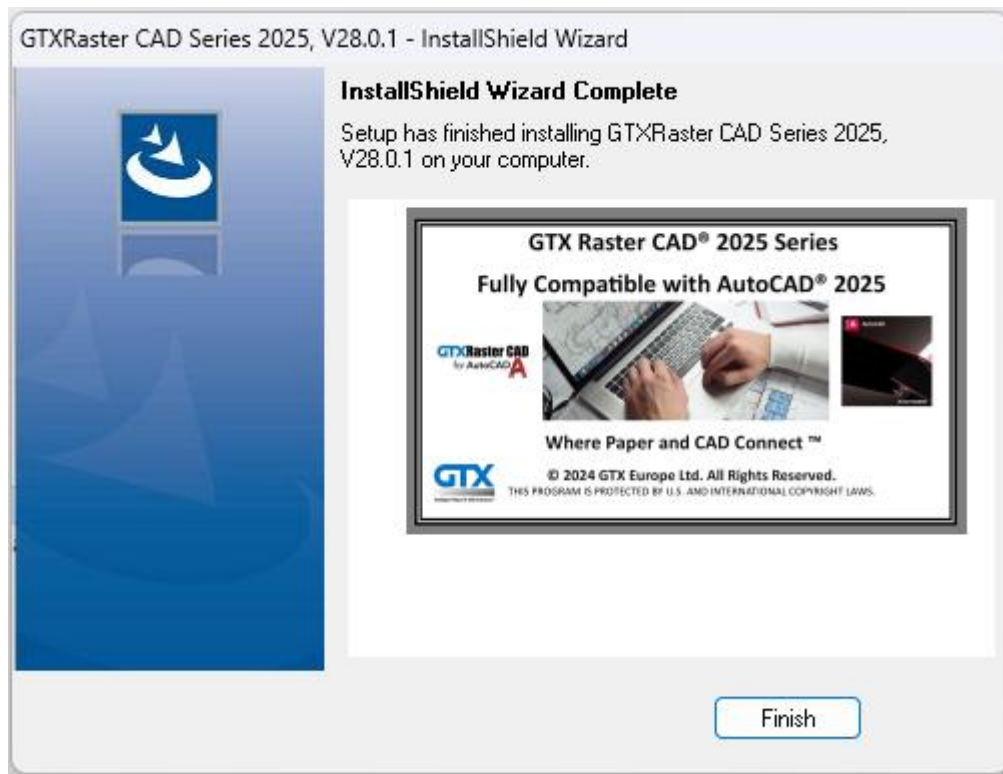 GTXRaster CAD Series 2025, V28.0.1 - InstallShield Wizard
InstallShield Wizard Complete
Setup has finished installing GTXRaster CAD Series 2025,
V28.0.1 on your computer.
GTX Raster CAD® 2025 Series
Fully Compatible with AutoCAD® 2025
GTXRaster CAD
for AutoCAD
A
A
Where Paper and CAD Connect ™
GTX
© 2024 GTX Europe Ltd. All Rights Reserved.
THIS PROGRAM IS PROTECTED BY U.S. AND INTERNATIONAL COPYRIGHT LAWS.
Finish